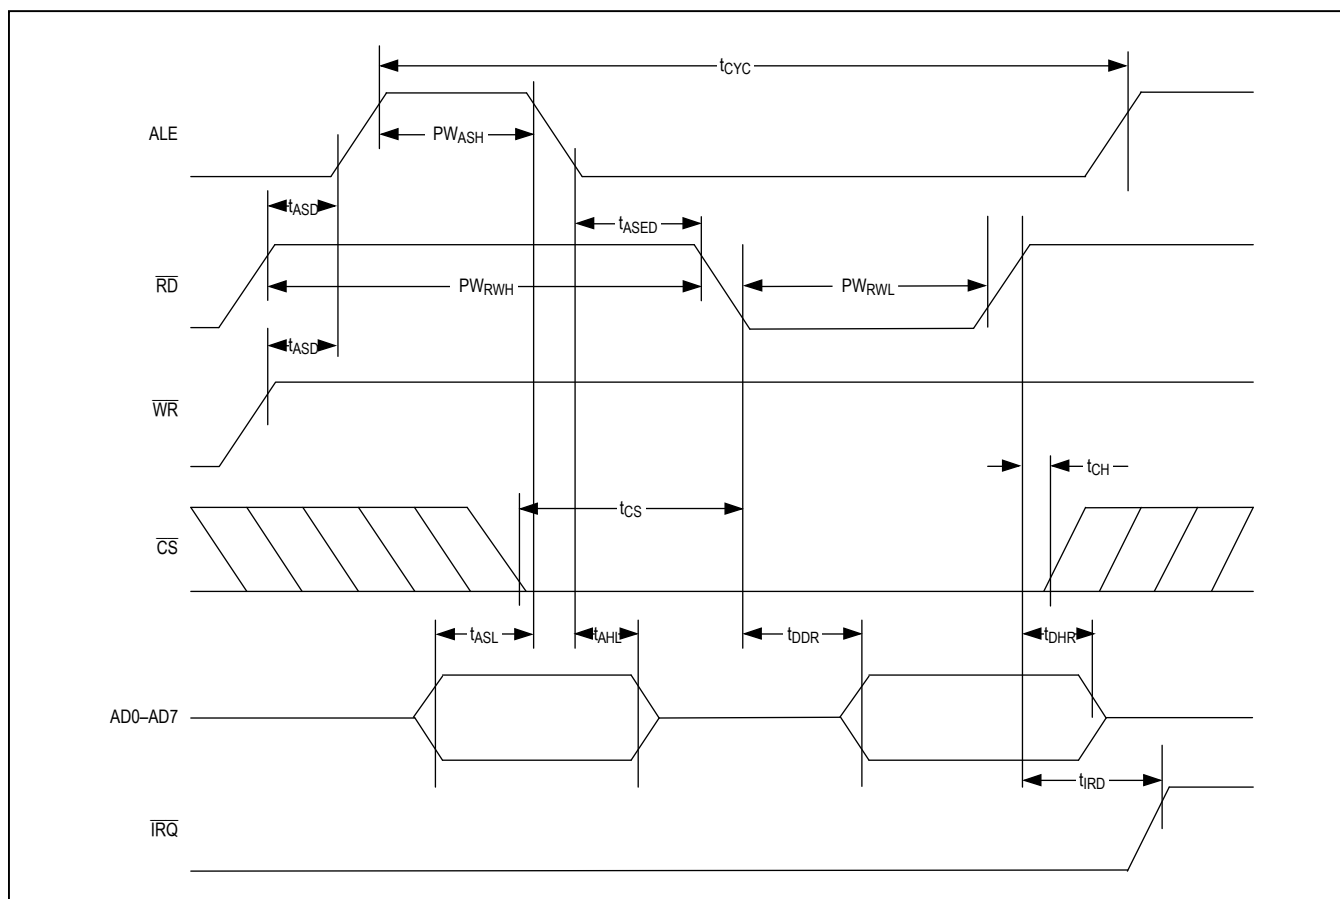 tCYC
ALE
PWASH
tASD
tASED
RD
PWRWH
PWRWL
tASD
WR
tCH
tCS
CS
tASL
tAHL
tDDR
tDHR
AD0–AD7
tIRD
IRQ